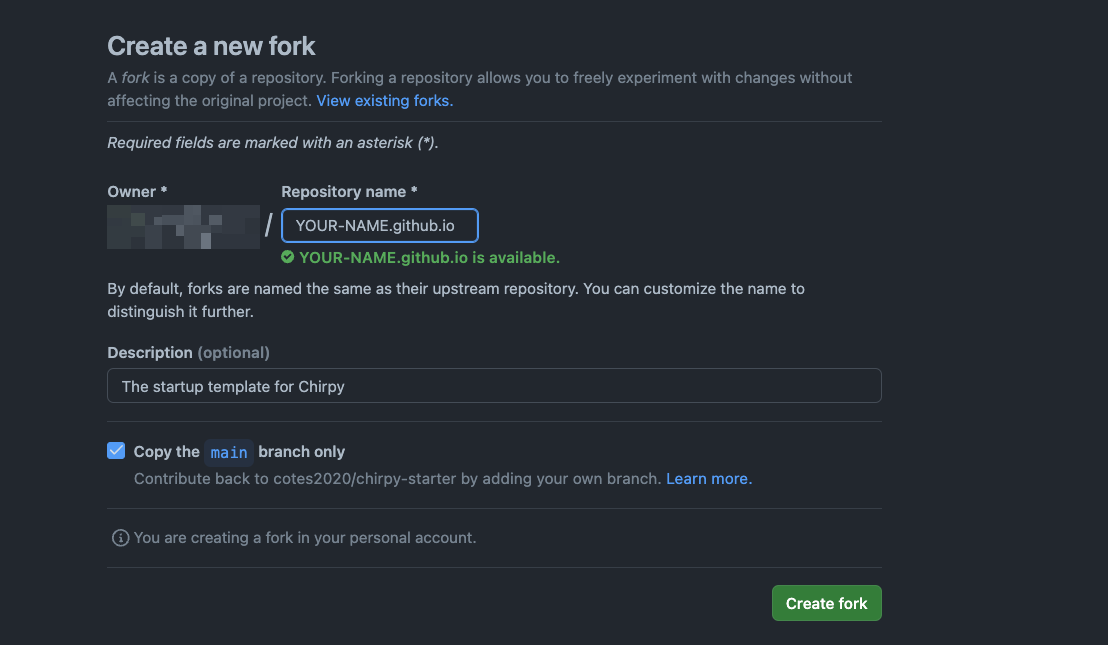 Create a new fork
A fork is a copy of a repository. Forking a repository allows you to freely experiment with changes without
affecting the original project. View existing forks.
Required fields are marked with an asterisk (*).
Owner *
Repository name *
/
YOUR-NAME.github.io
YOUR-NAME.github.io is available.
By default, forks are named the same as their upstream repository. You can customize the name to
distinguish it further.
Description (optional)
The startup template for Chirpy
Copy the main branch only
Contribute back to cotes2020/chirpy-starter by adding your own branch. Learn more.
You are creating a fork in your personal account.
Create fork